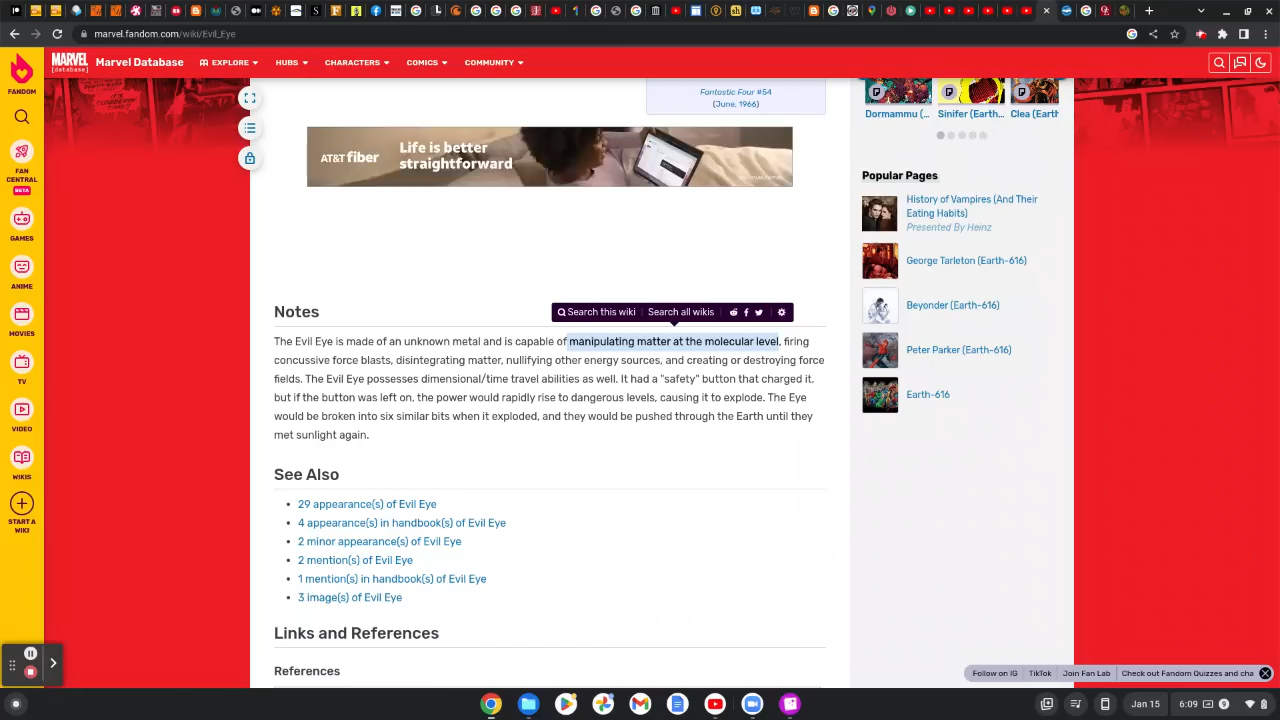 marvel.fandom.com/wiki/Evil_Eye
FANDOM
MARVEL
[database]
Marvel Database
EXPLORE
HUBS
CHARACTERS
COMICS
COMMUNITY
FAN
CENTRAL
BETA
GAMES
ANIME
MOVIES
TV
VIDEO
WIKIS
START A
WIKI
Fantastic Four #54
(June, 1966)
AT&T fiber
Life is better
straightforward
Notes
Search this wiki
Search all wikis
The Evil Eye is made of an unknown metal and is capable of manipulating matter at the molecular level, firing
concussive force blasts, disintegrating matter, nullifying other energy sources, and creating or destroying force
fields. The Evil Eye possesses dimensional/time travel abilities as well. It had a "safety" button that charged it,
but if the button was left on, the power would rapidly rise to dangerous levels, causing it to explode. The Eye
would be broken into six similar bits when it exploded, and they would be pushed through the Earth until they
met sunlight again.
See Also
29 appearance(s) of Evil Eye
4 appearance(s) in handbook(s) of Evil Eye
2 minor appearance(s) of Evil Eye
2 mention(s) of Evil Eye
1 mention(s) in handbook(s) of Evil Eye
3 image(s) of Evil Eye
Links and References
References
Dormammu (...
Sinifer (Earth...
Clea (Earth
Popular Pages
History of Vampires (And Their
Eating Habits)
Presented By Heinz
George Tarleton (Earth-616)
Beyonder (Earth-616)
Peter Parker (Earth-616)
Earth-616
Follow on IG
TikTok
Join Fan Lab
Check out Fandom Quizzes and cha
Jan 15
6:09